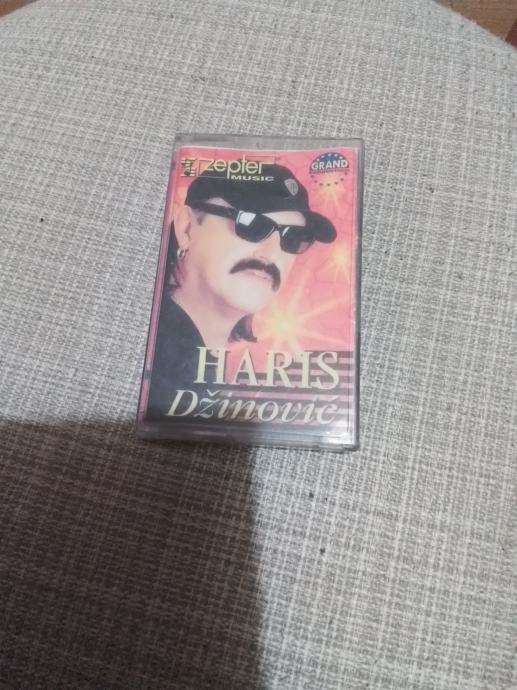 zepter
MUSIC
GRAND
HARIS
Džinović